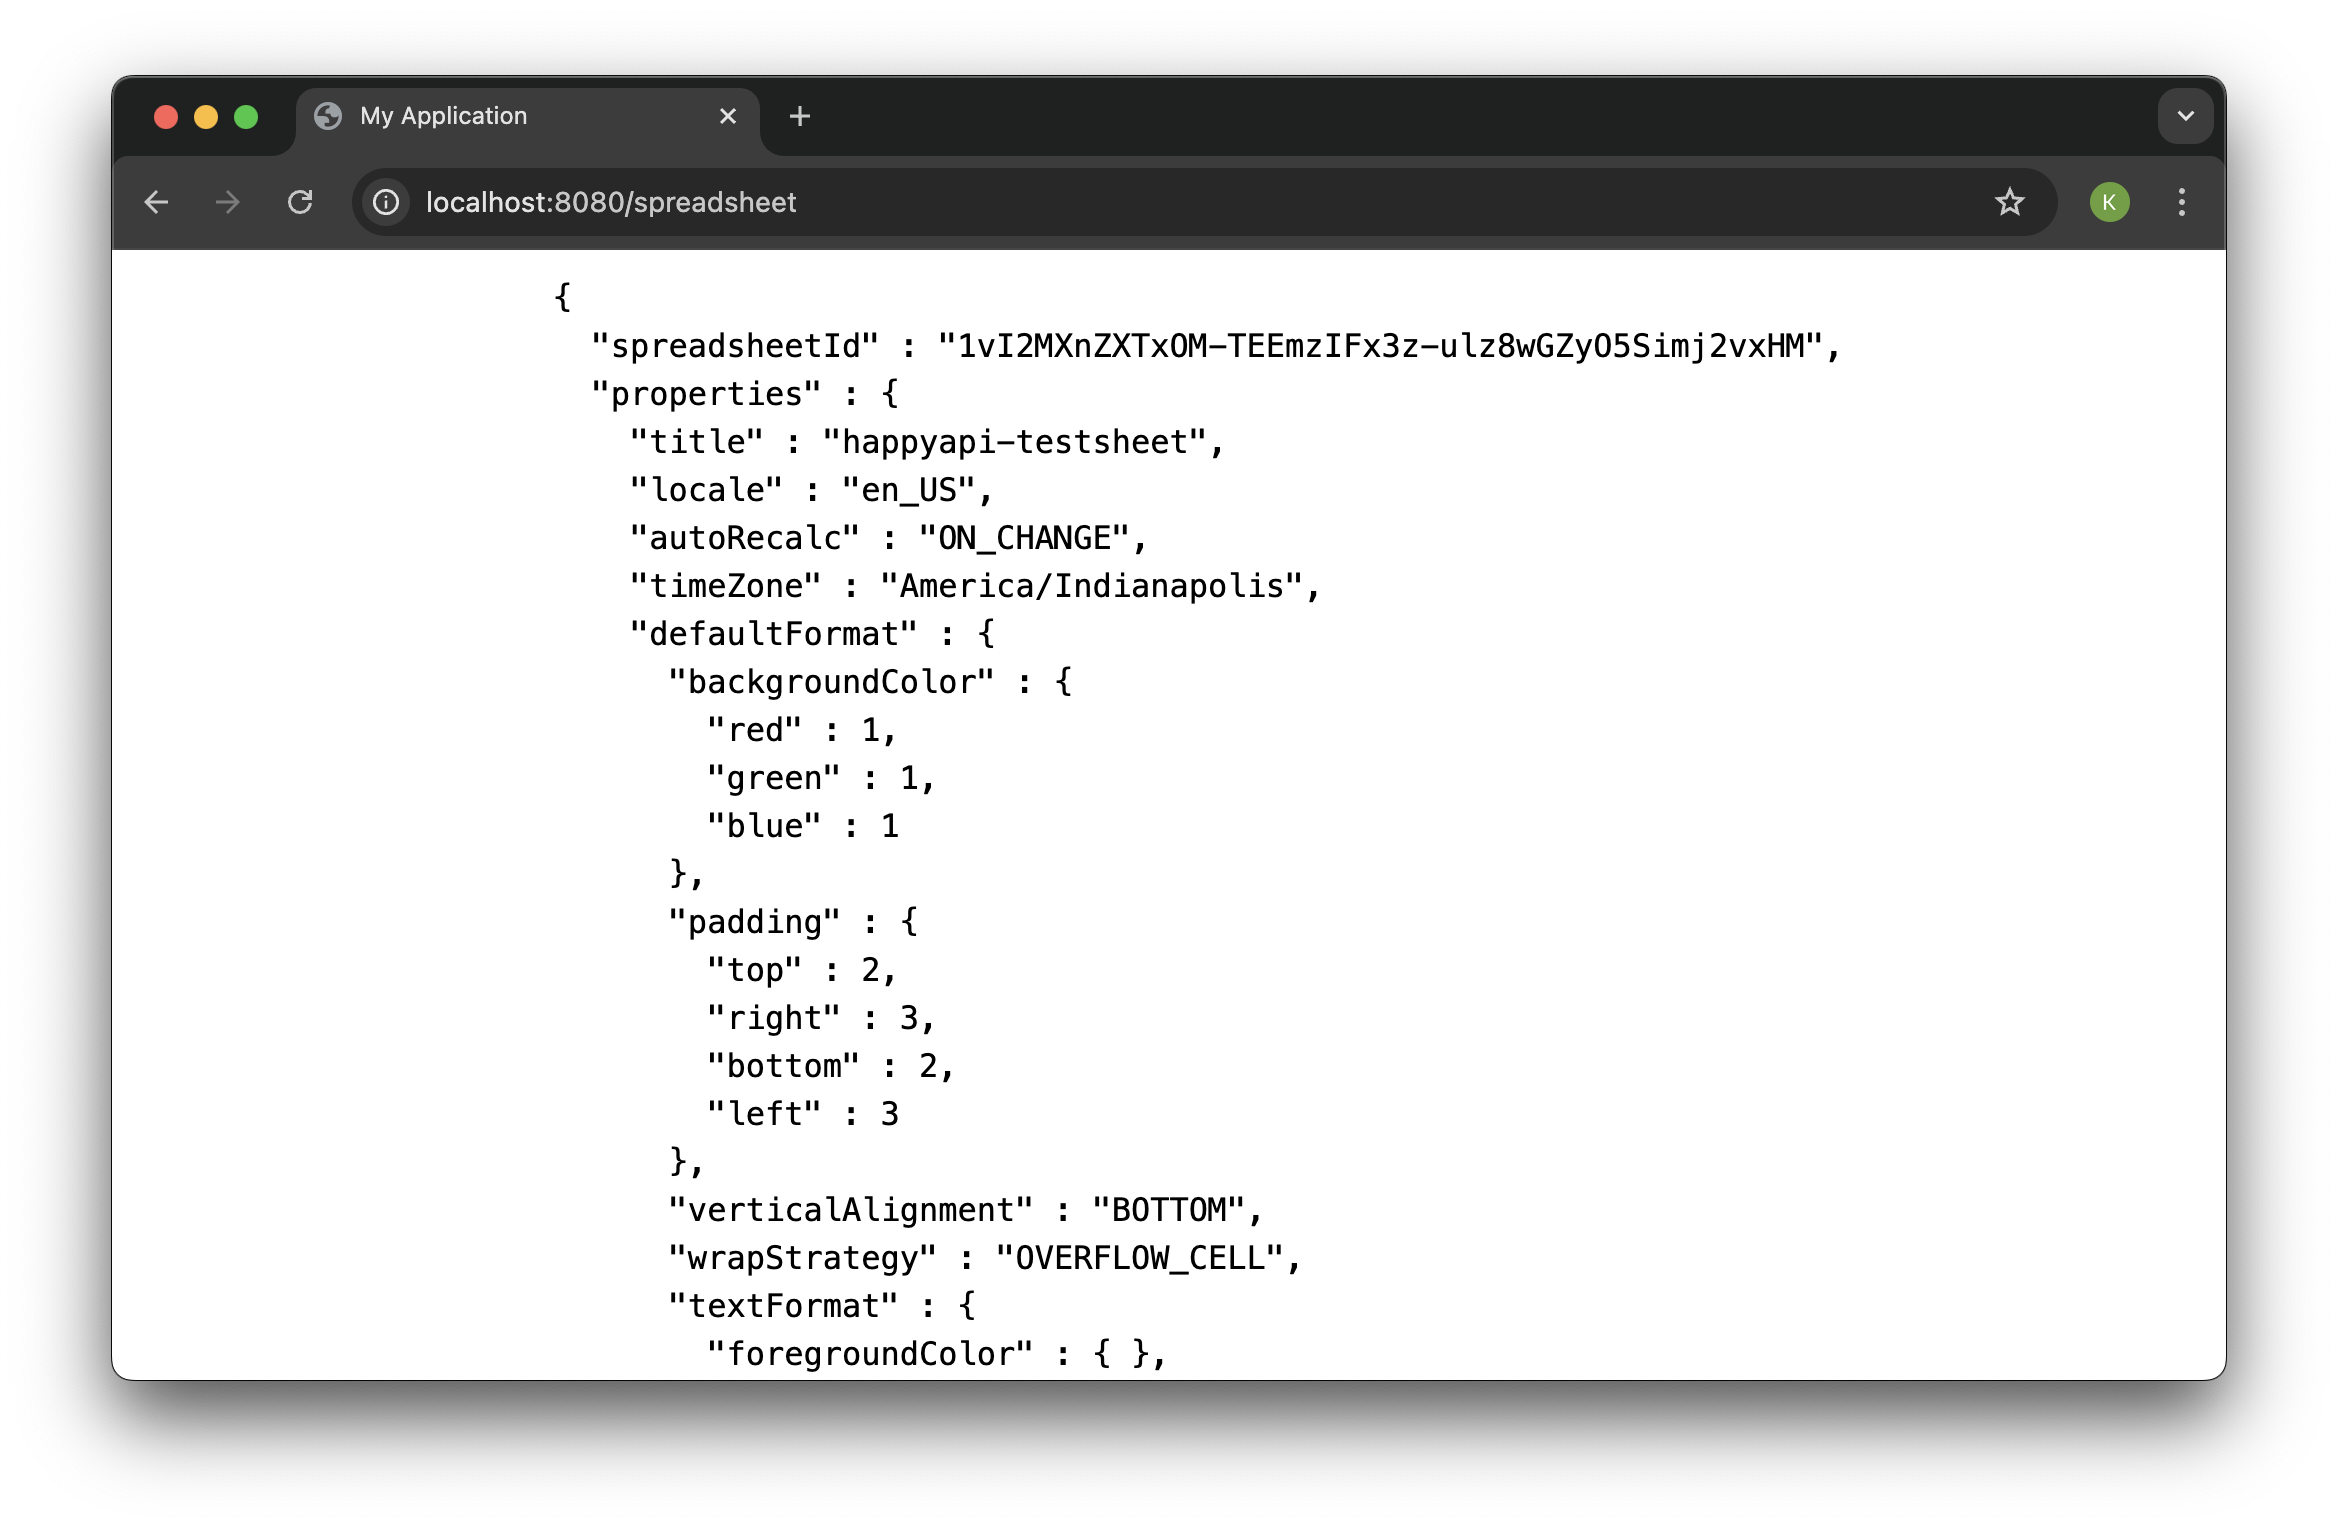 My Application
localhost:8080/spreadsheet
K
{
  "spreadsheetId" : "1vI2MXnZXTxOM-TEEmzIFx3z-ulz8wGZyO5Simj2vxHM",
  "properties" : {
    "title" : "happyapi-testsheet",
    "locale" : "en_US",
    "autoRecalc" : "ON_CHANGE",
    "timeZone" : "America/Indianapolis",
    "defaultFormat" : {
      "backgroundColor" : {
        "red" : 1,
        "green" : 1,
        "blue" : 1
      },
      "padding" : {
        "top" : 2,
        "right" : 3,
        "bottom" : 2,
        "left" : 3
      },
      "verticalAlignment" : "BOTTOM",
      "wrapStrategy" : "OVERFLOW_CELL",
      "textFormat" : {
        "foregroundColor" : { },